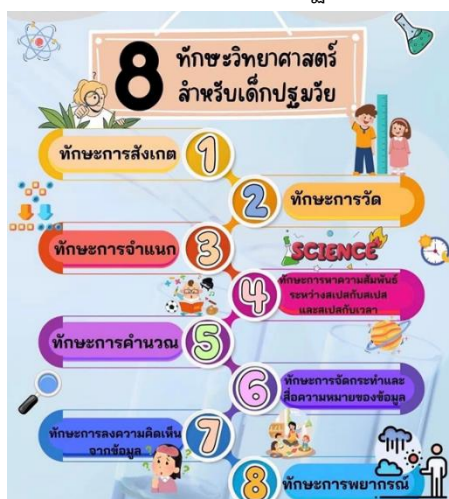 8
ทักษะวิทยาศาสตร์
สำหรับเด็กปฐมวัย
ทักษะการสังเกต
1
2
ทักษะการวัด
ทักษะการจำแนก
3
SCIENCE
4
ทักษะการหาความสัมพันธ์
ระหว่างสเปสกับสเปส
และสเปสกับเวลา
ทักษะการคำนวณ
5
6
ทักษะการจัดกระทำและ
สื่อความหมายของข้อมูล
ทักษะการลงความคิดเห็น
จากข้อมูล
7
8
ทักษะการพยากรณ์